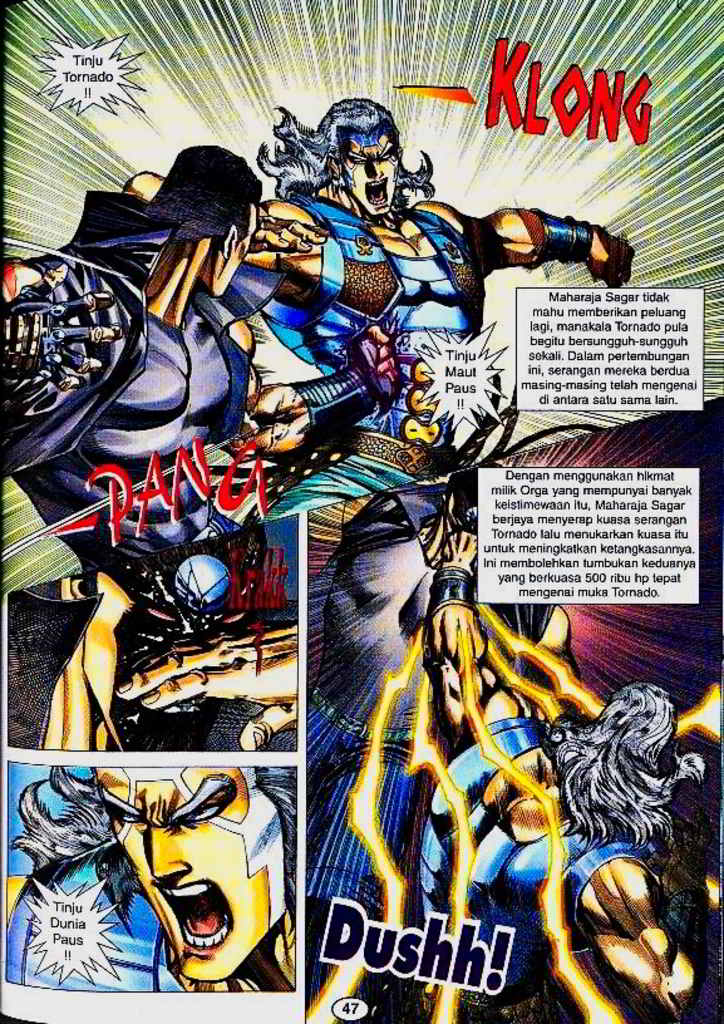 Tinju
Tornado
!!
KLONG
Maharaja Sagar tidak
mahu memberikan peluang
lagi, manakala Tornado pula
begitu bersungguh-sungguh
sekali. Dalam pertembungan
ini, serangan mereka berdua
masing-masing telah mengenai
di antara satu sama lain.
Tinju
Maut
Paus
!!
PANG
Dengan menggunakan hikmat
milik Orga yang mempunyai banyak
keistimewaan itu, Maharaja Sagar
berjaya menyerap kuasa serangan
Tornado lalu menukarkan kuasa itu
untuk meningkatkan ketangkasannya.
Ini membolehkan tumbukan keduanya
yang berkuasa 500 ribu hp tepat
mengenai muka Tornado.
Tinju
Dunia
Paus
!!
Dushh!
47